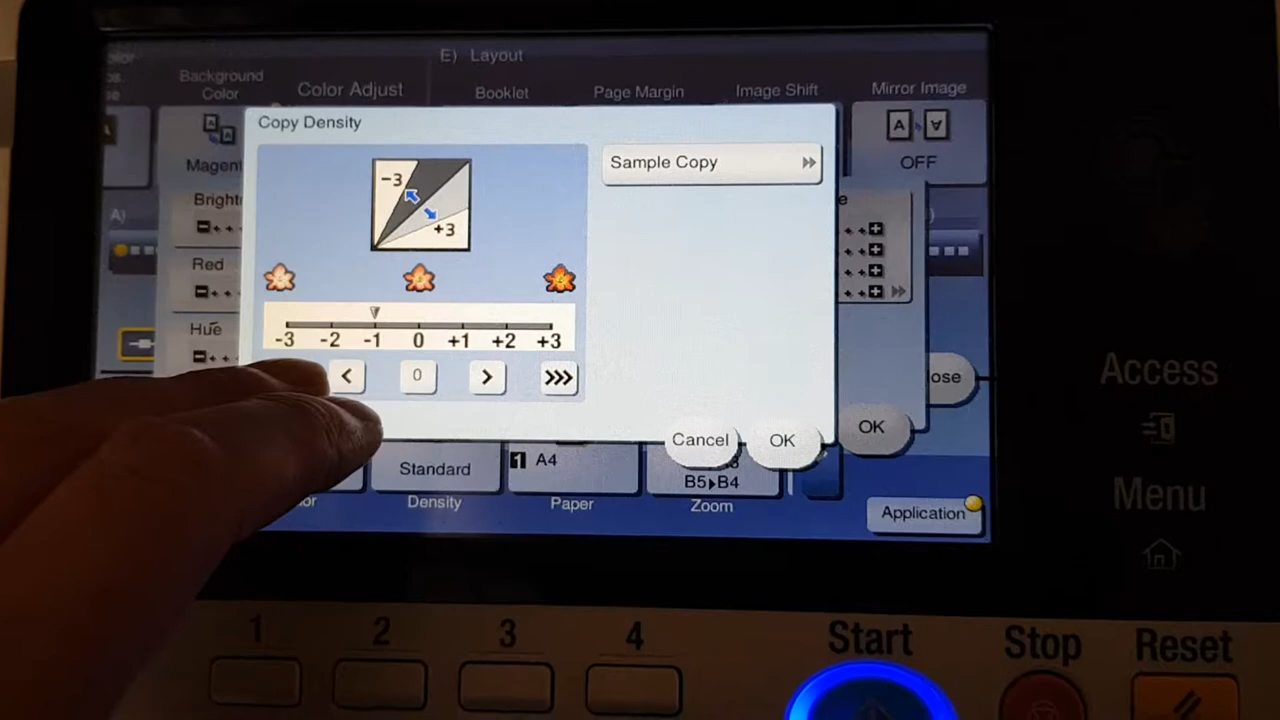 E) Layout
Background Color
Color Adjust
Booklet
Page Margin
Image Shift
Mirror Image
Copy Density
Sample Copy
-3
+3
OFF
A)
Red
Hue
-3 -2 -1 0 +1 +2 +3
< 0 > >>>
Cancel
OK
OK
Standard
1 A4
B5▸B4
Density
Paper
Zoom
Application
Access
Menu
1 2 3 4
Start
Stop
Reset